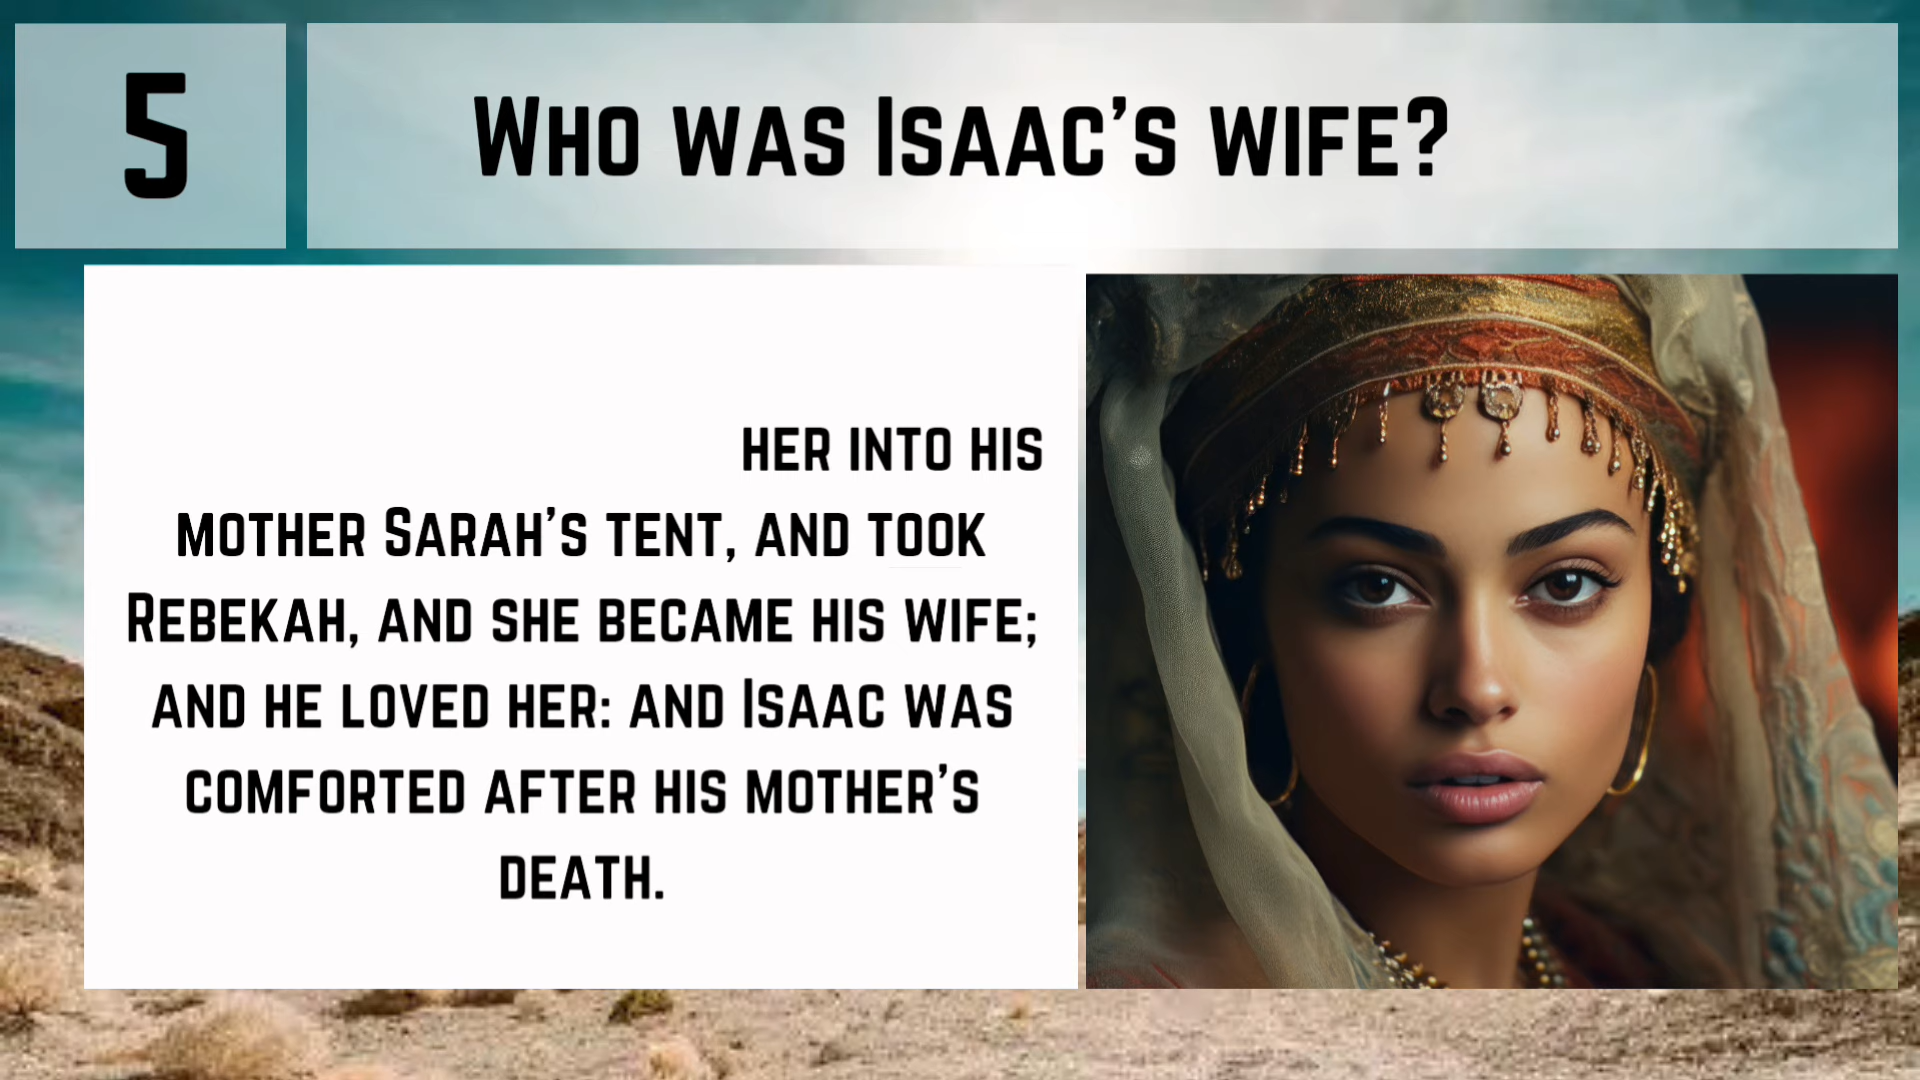 5
Who was Isaac's wife?
her into his
mother Sarah's tent, and took
Rebekah, and she became his wife;
and he loved her: and Isaac was
comforted after his mother's
death.